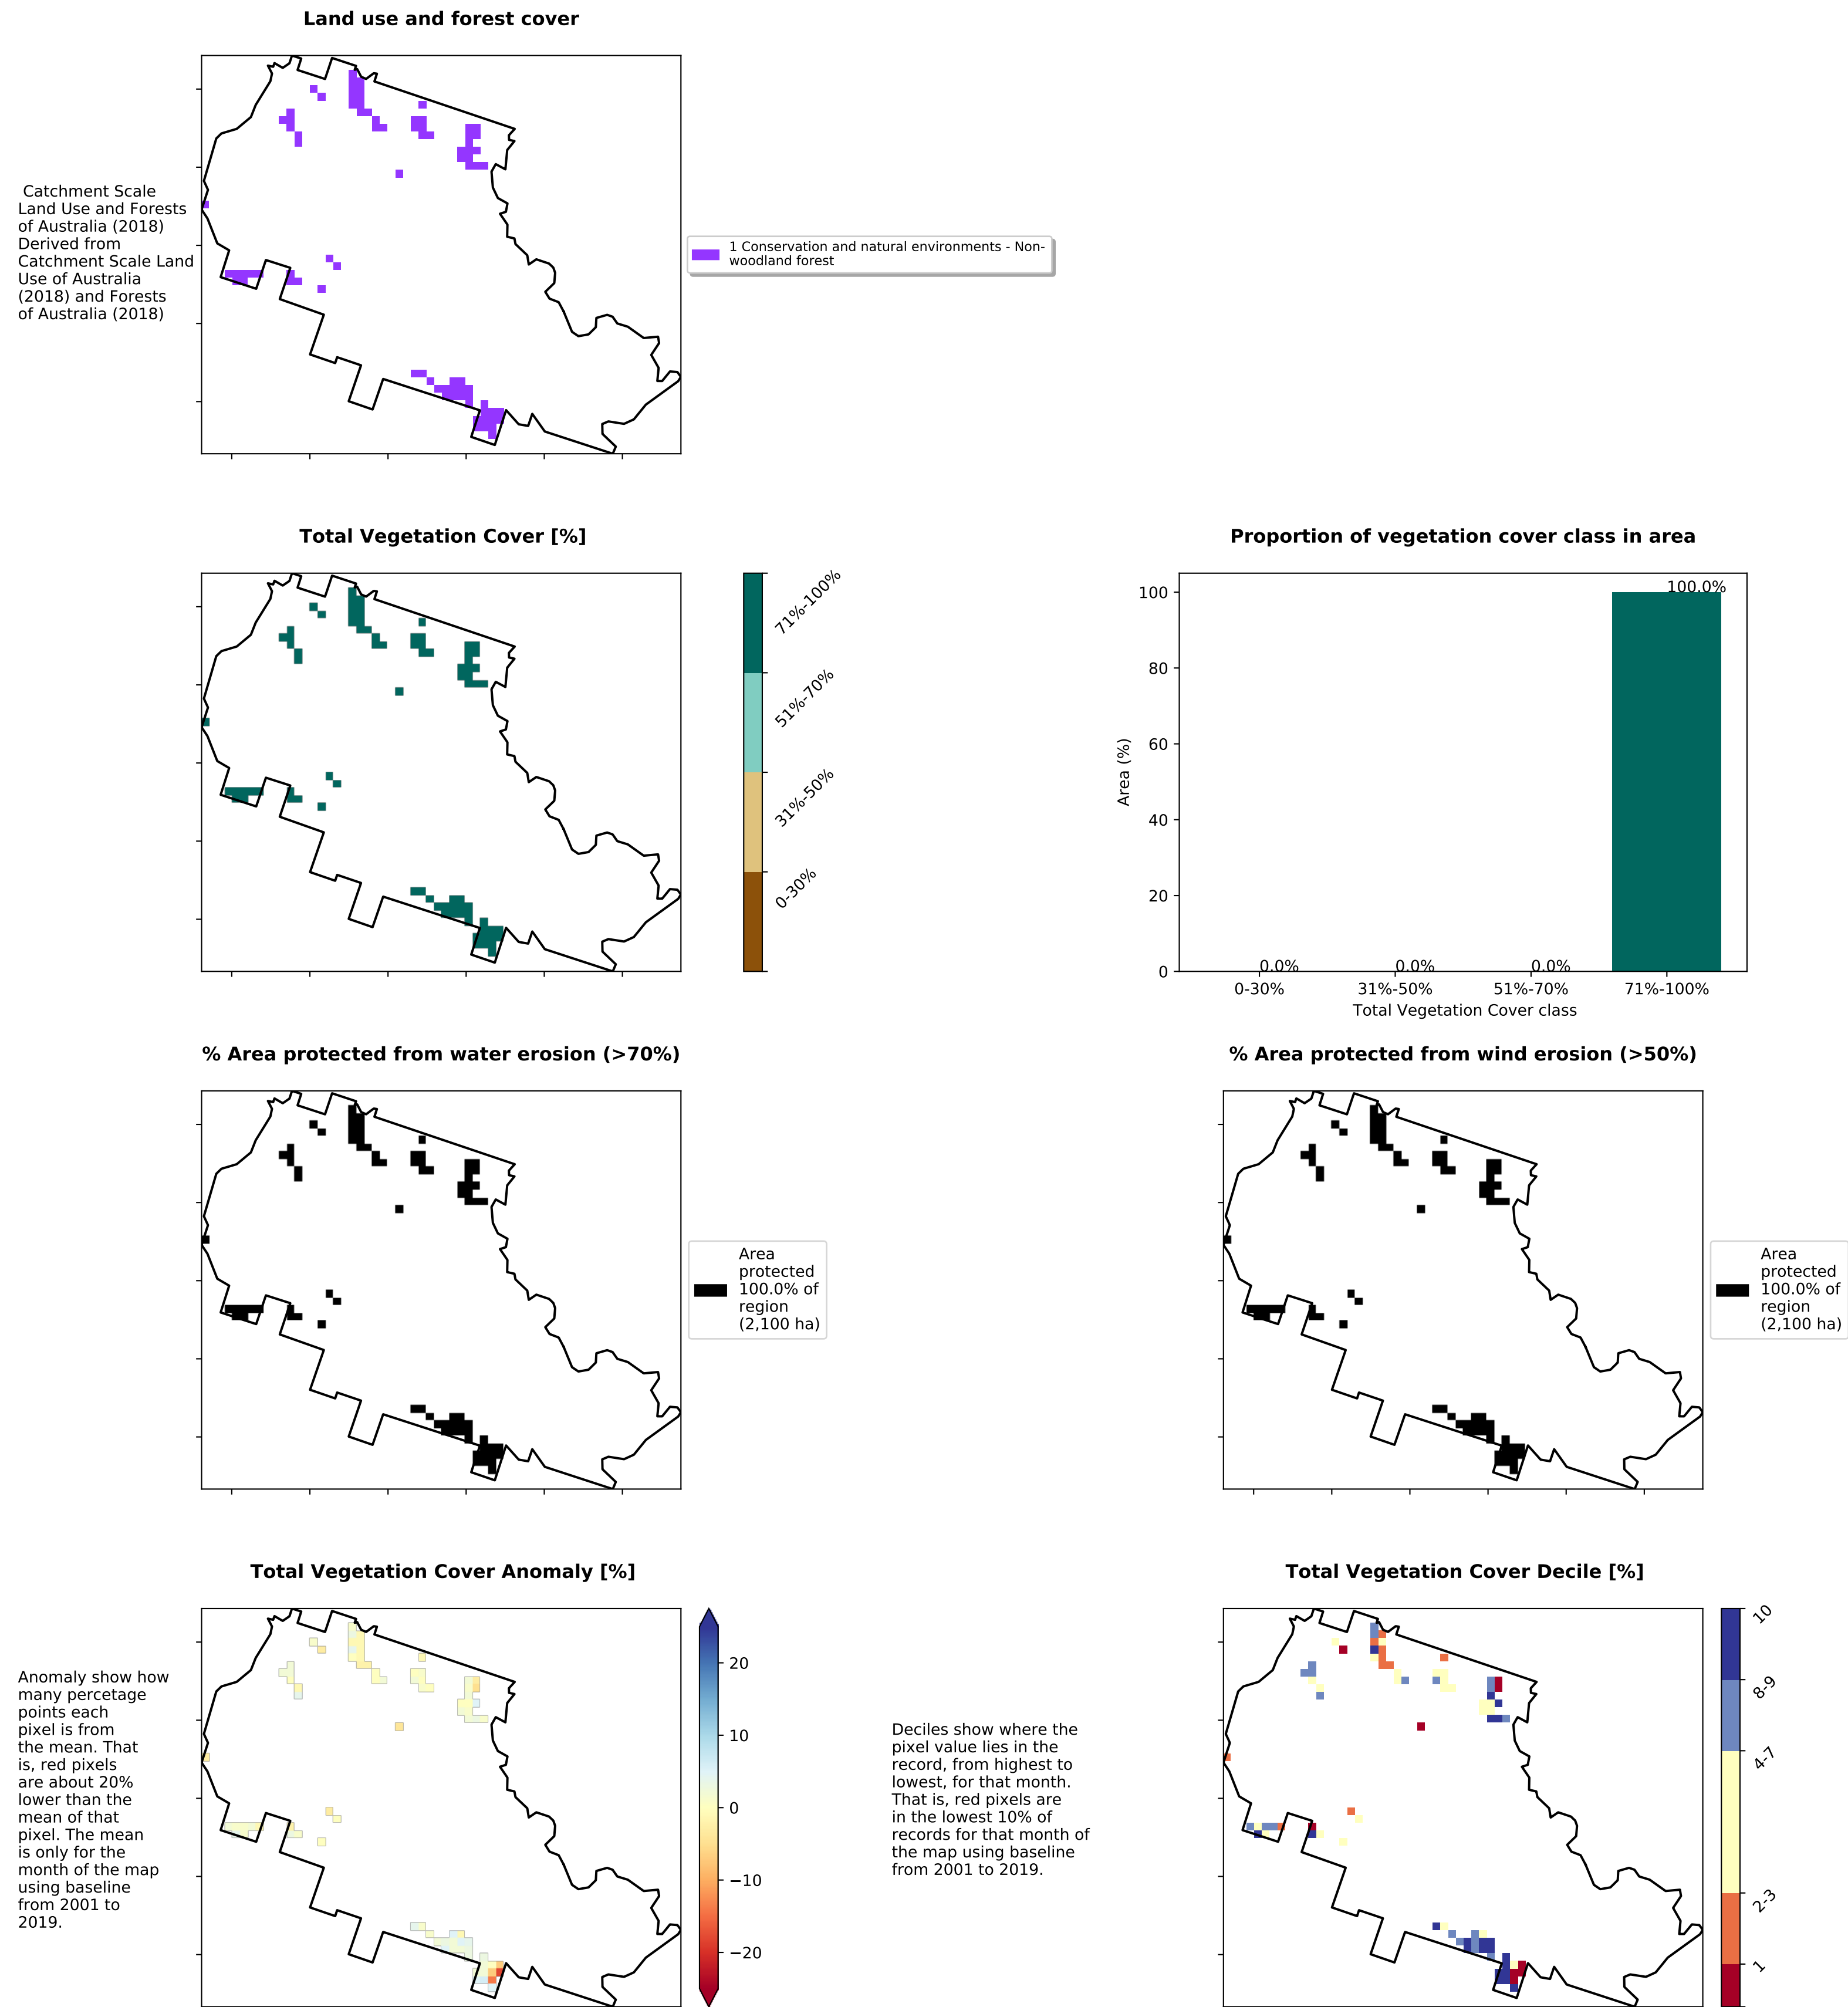 Land use and forest cover
Catchment Scale
Land Use and Forests
of Australia (2018)
Derived from
Catchment Scale Land
Use of Australia
(2018) and Forests
of Australia (2018)
1 Conservation and natural environments - Non-
woodland forest
Total Vegetation Cover [%]
71%-100%
51%-70%
31%-50%
0-30%
Proportion of vegetation cover class in area
100
80
60
40
20
0
Area (%)
0.0%
0.0%
0.0%
100.0%
0-30%
31%-50%
51%-70%
71%-100%
Total Vegetation Cover class
% Area protected from water erosion (>70%)
Area
protected
100.0% of
region
(2,100 ha)
% Area protected from wind erosion (>50%)
Area
protected
100.0% of
region
(2,100 ha)
Total Vegetation Cover Anomaly [%]
Anomaly show how
many percetage
points each
pixel is from
the mean. That
is, red pixels
are about 20%
lower than the
mean of that
pixel. The mean
is only for the
month of the map
using baseline
from 2001 to
2019.
20
10
0
−10
−20
Total Vegetation Cover Decile [%]
Deciles show where the
pixel value lies in the
record, from highest to
lowest, for that month.
That is, red pixels are
in the lowest 10% of
records for that month of
the map using baseline
from 2001 to 2019.
10
8-9
4-7
2-3
1